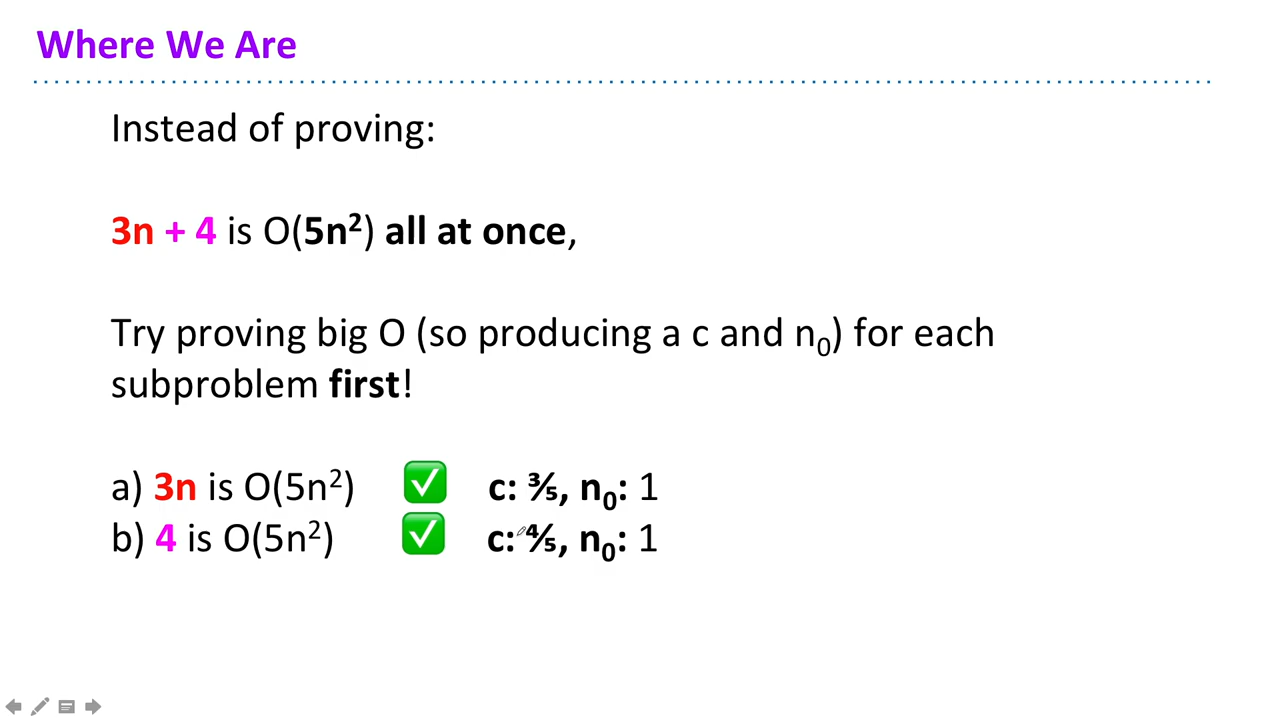 Where We Are
Instead of proving:
3n + 4 is O(5n²) all at once,
Try proving big O (so producing a c and n₀) for each
subproblem first!
a) 3n is O(5n²) ✅ c: ⅗, n₀: 1
b) 4 is O(5n²) ✅ c: ⅘, n₀: 1